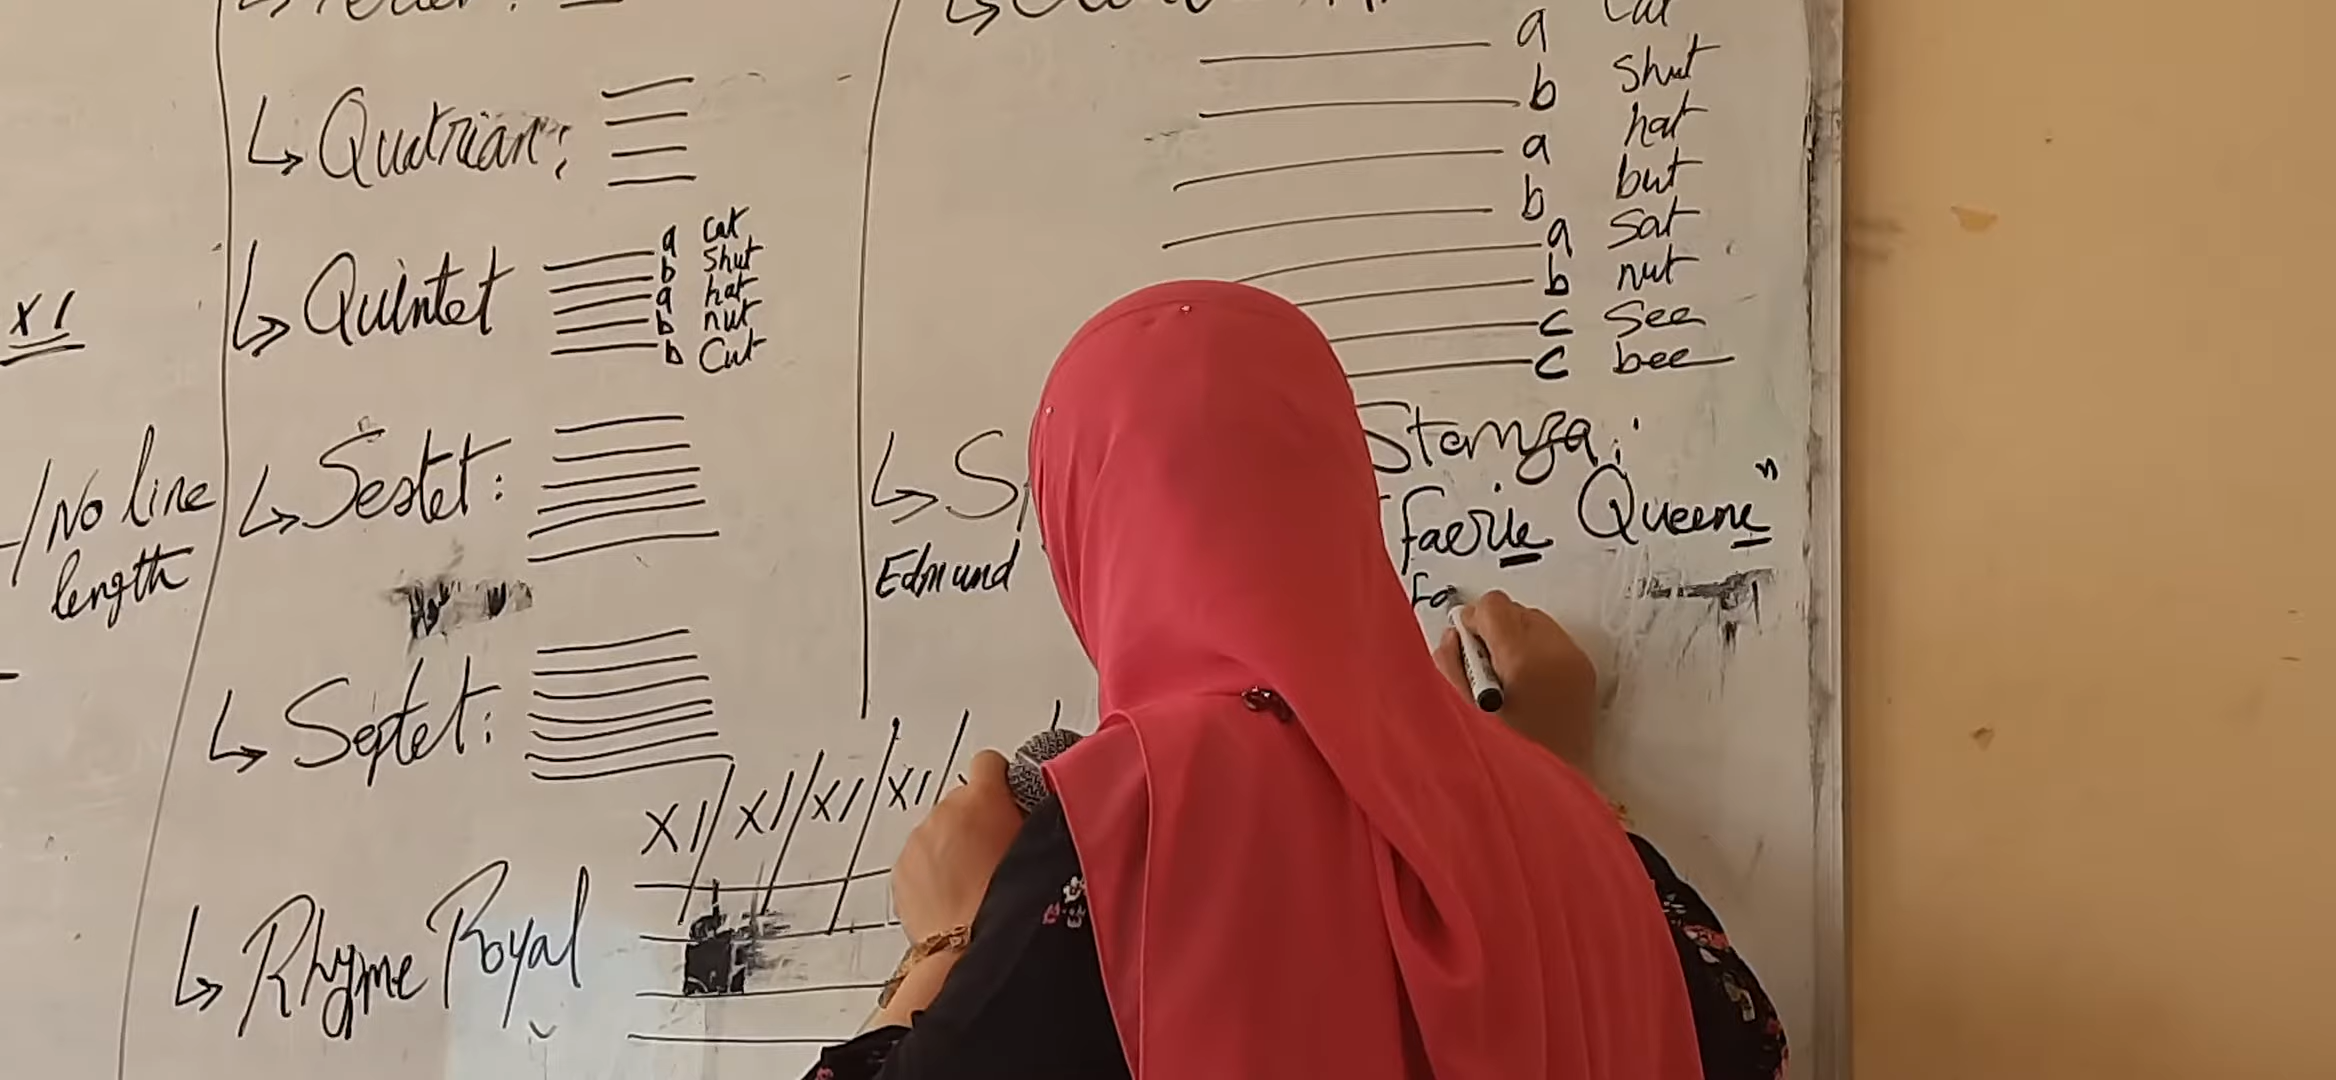 Quatrian:
Quintet
a cat
b shut
a hat
b nut
b Cut
X /
/ No line
length
Sestet:
Septet:
X / / X / / X / / X / /
Rhyme Royal
a
b shut
a hat
b but
a sat
b nut
c See
c bee
Stanza:
Faerie Queene"
Edmund